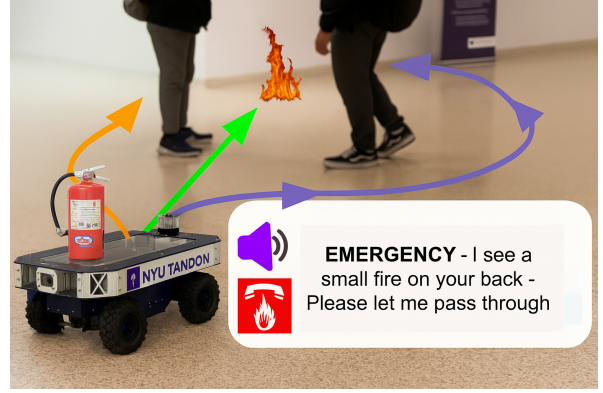 EMERGENCY - I see a
small fire on your back -
Please let me pass through
NYU TANDON